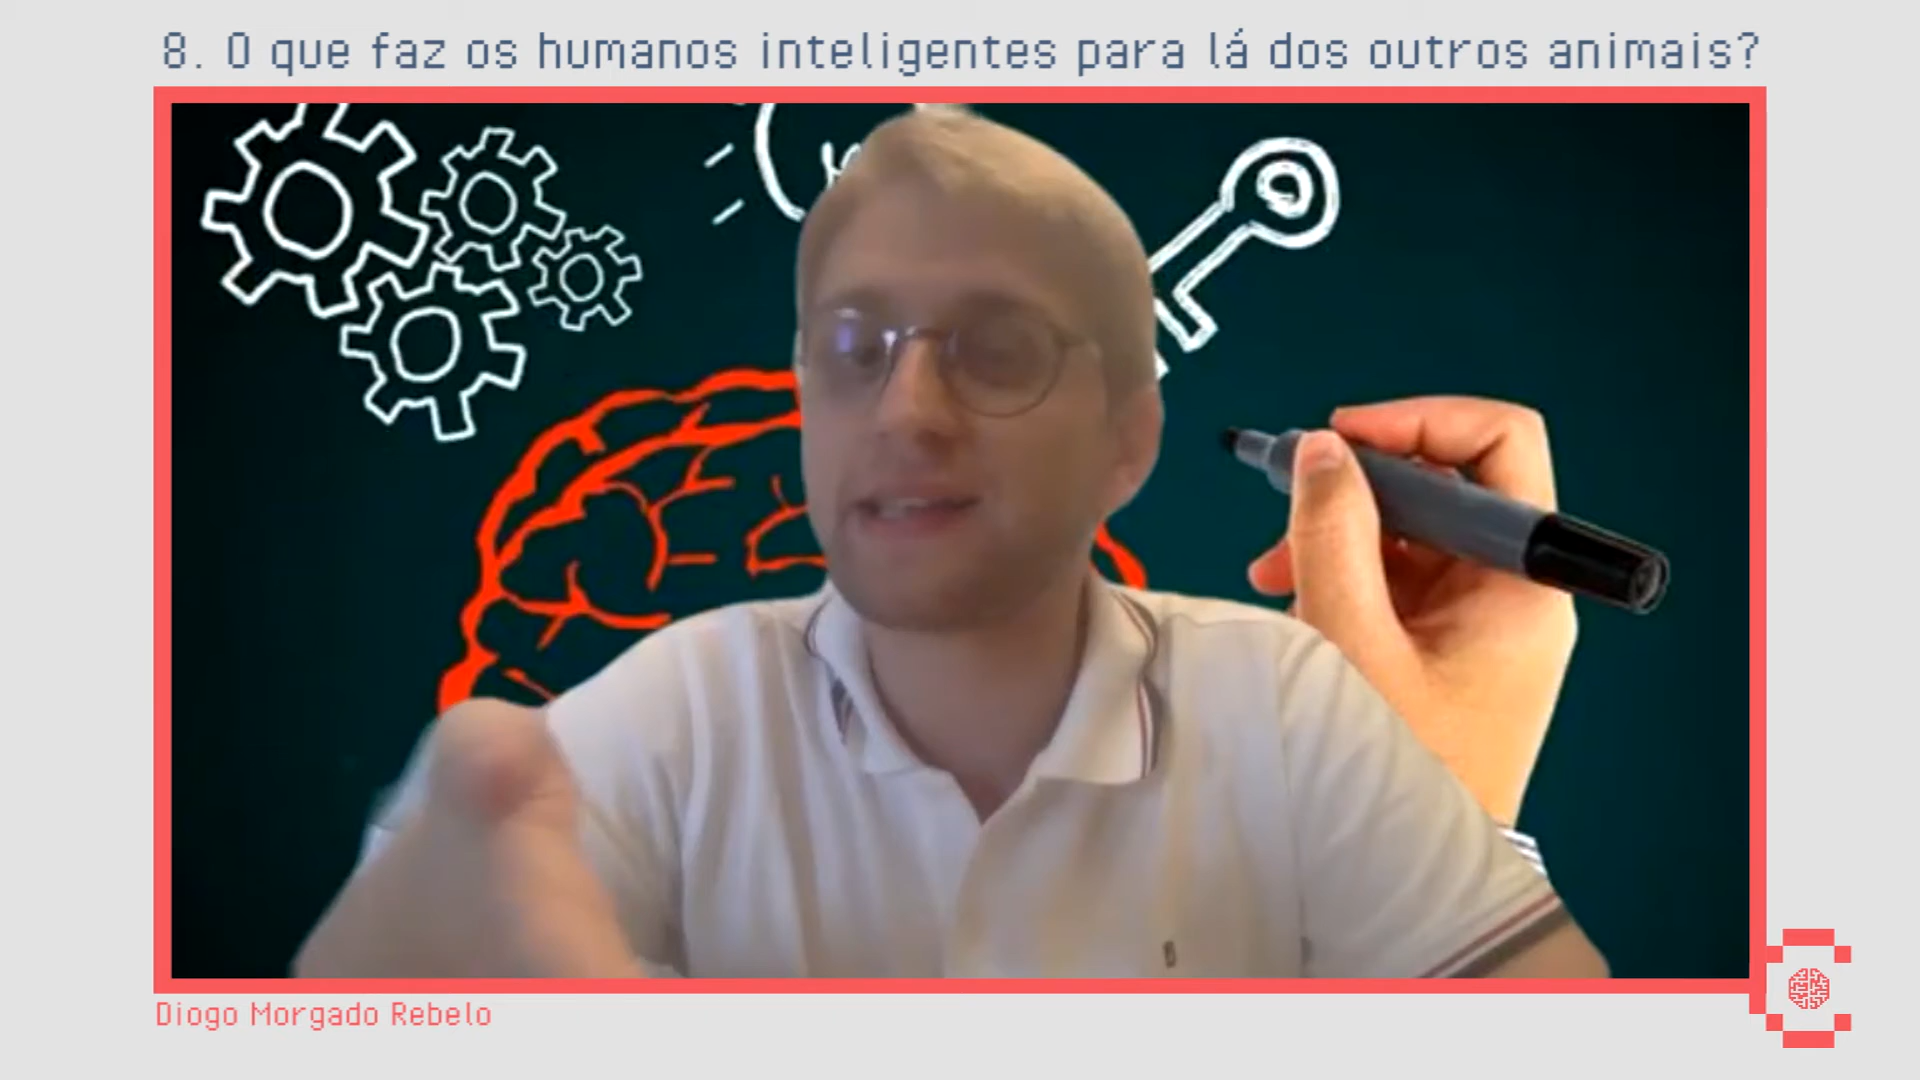 8. O que faz os humanos inteligentes para lá dos outros animais?
Diogo Morgado Rebelo